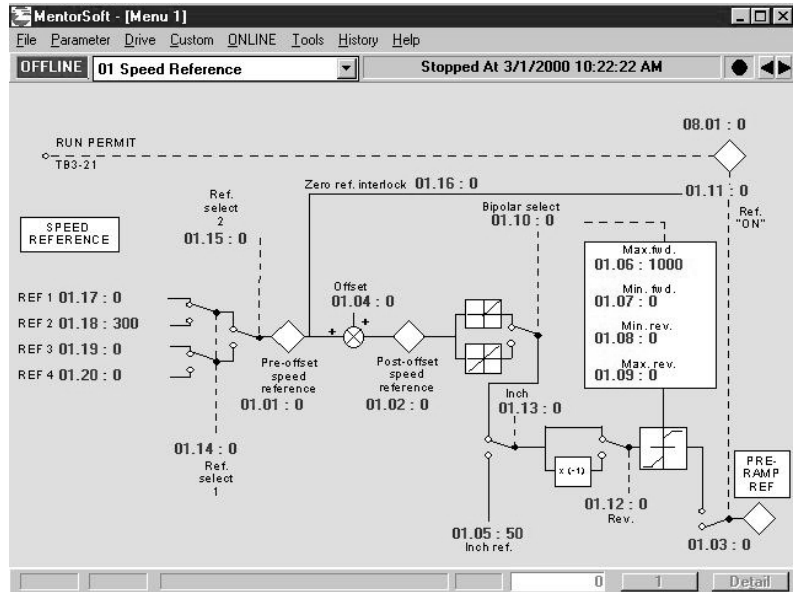 MentorSoft - [Menu 1]
File Parameter Drive Custom ONLINE Tools History Help
OFFLINE 01 Speed Reference Stopped At 3/1/2000 10:22:22 AM
08.01 : 0
RUN PERMIT
TB3-21
Zero ref. interlock 01.16 : 0
01.11 : 0
Ref.
"ON"
Ref.
select
2
01.15 : 0
Bipolar select
01.10 : 0
SPEED
REFERENCE
Max.fwd.
01.06 : 1000
Min. fwd.
01.07 : 0
Min.rev.
01.08 : 0
Max.rev.
01.09 : 0
Offset
01.04 : 0
REF 1 01.17 : 0
REF 2 01.18 : 300
REF 3 01.19 : 0
REF 4 01.20 : 0
+ +
Pre-offset
speed
reference
01.01 : 0
Post-offset
speed
reference
01.02 : 0
Inch
01.13 : 0
01.14 : 0
Ref.
select
1
x (-1)
01.12 : 0
Rev.
01.05 : 50
Inch ref.
PRE-
RAMP
REF
01.03 : 0
0 1 Detail